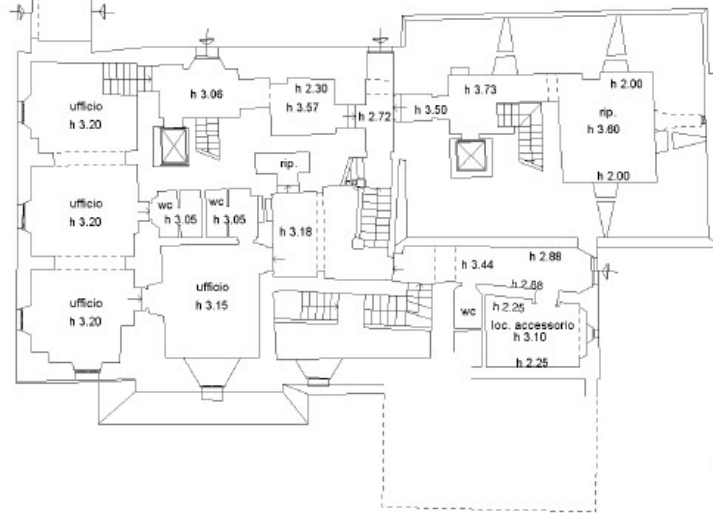 h 2.00
h 2.30
h 3.73
h 3.06
ufficio
h 3.20
h 3.57
h 3.50
h 2.72
rip.
h 3.60
rip.
h 2.00
ufficio
h 3.20
wc
h 3.05
wc
h 3.05
h 3.18
h 2.88
h 3.44
h 2.88
ufficio
h 3.20
ufficio
h 3.15
wc
h 2.25
loc. accessorio
h 3.10
h 2.25